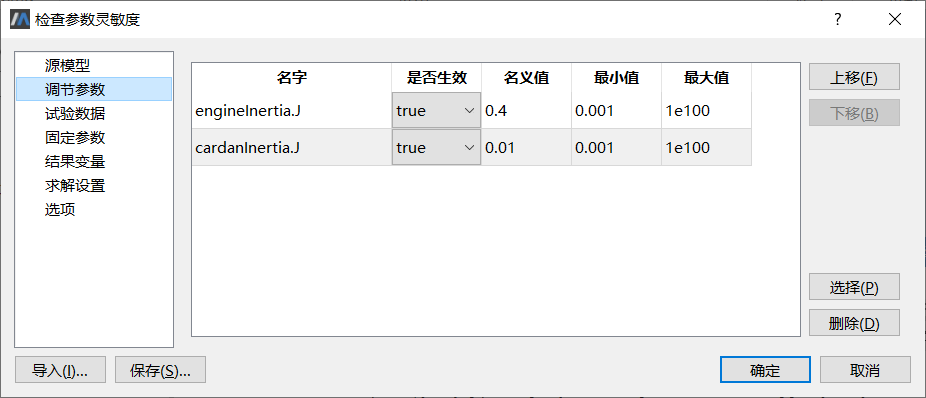 检查参数灵敏度
?
源模型
调节参数
试验数据
固定参数
结果变量
求解设置
选项
名字 是否生效 名义值 最小值 最大值
engineInertia.J true 0.4 0.001 1e100
cardanInertia.J true 0.01 0.001 1e100
上移(F)
下移(B)
选择(P)
删除(D)
导入(I)... 保存(S)... 确定 取消